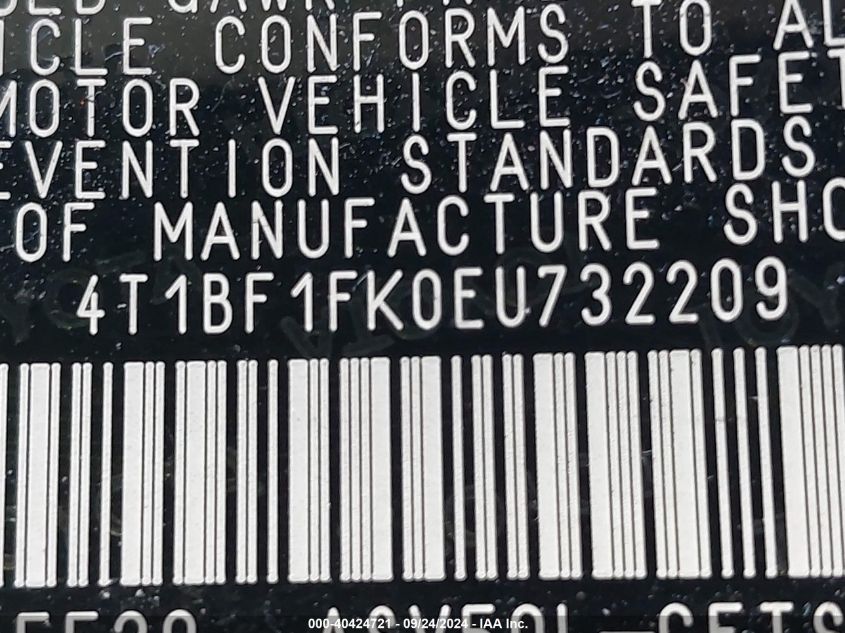 ICLE CONFORMS TO AL
MOTOR VEHICLE SAFET
EVENTION STANDARDS
OF MANUFACTURE SHO
4T1BF1FK0EU732209
000-40424721 - 09/24/2024 - IAA Inc.